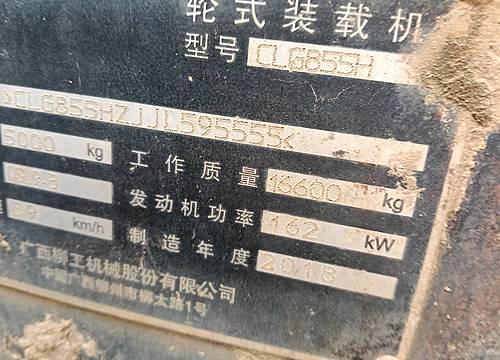 轮式装载机
型号 CLG855H
>CLG855HZJJL595555<
5000 kg 工作质量 16600 kg
发动机功率 162 kW
39 km/h 制造年度 2018
广西柳工机械股份有限公司
中国广西柳州市柳太路1号